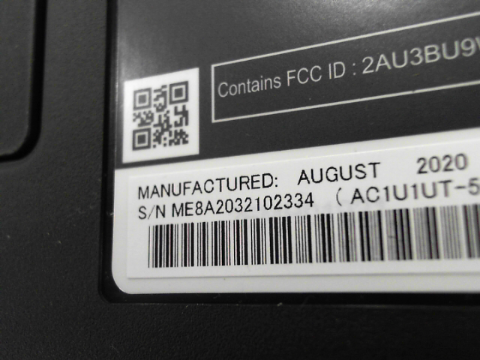 Contains FCC ID : 2AU3BU9
MANUFACTURED: AUGUST 2020
S/N ME8A2032102334 ( AC1U1UT-5